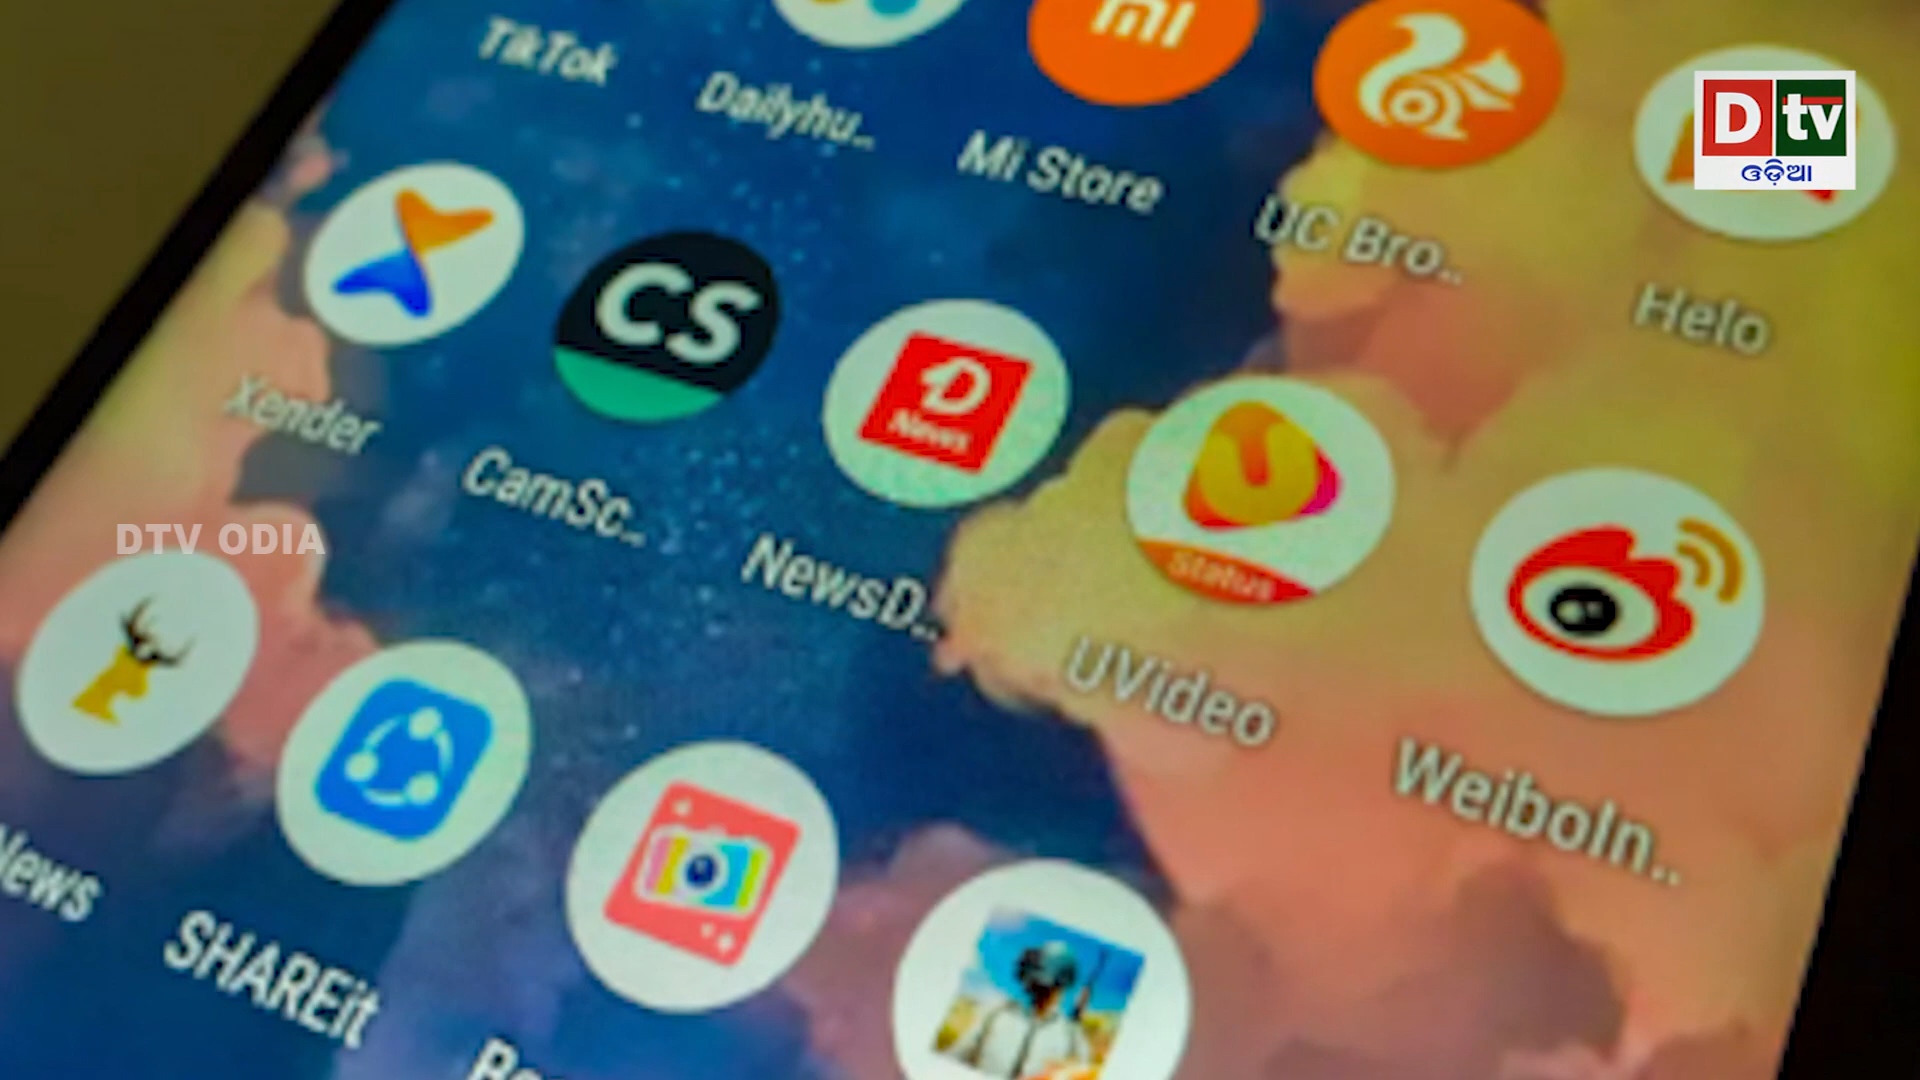 TikTok
Dailyhu..
mi
Mi Store
UC Bro..
Helo
D tv
ଓଡ଼ିଆ
Xender
CS
CamSc..
D
News
NewsD..
U
Status
UVideo
WeiboIn..
DTV ODIA
News
SHAREit